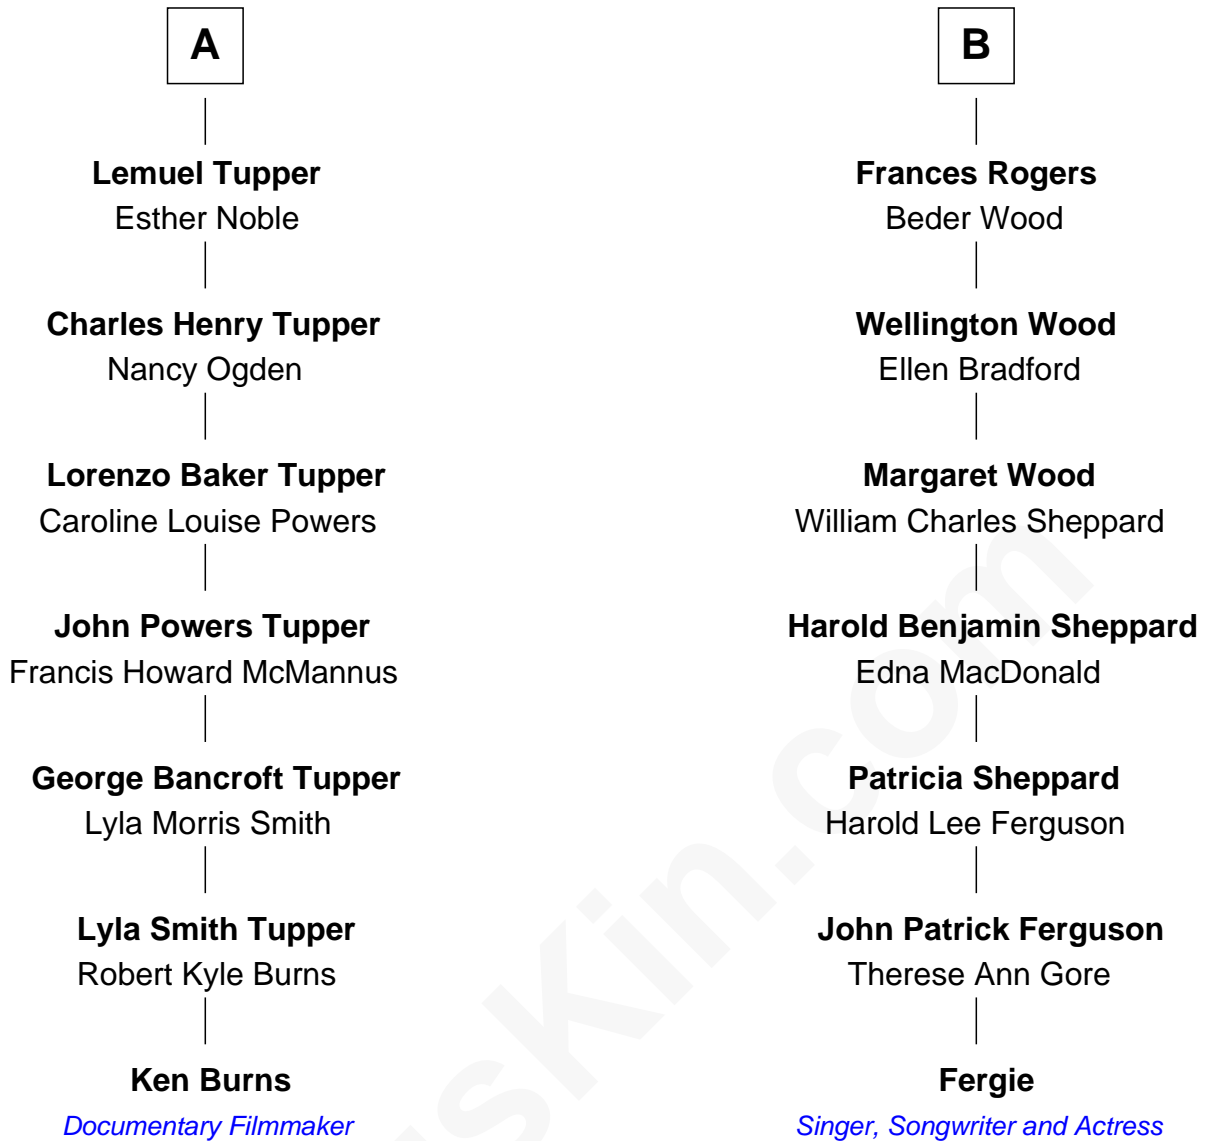 A
Lemuel Tupper
Esther Noble
Charles Henry Tupper
Nancy Ogden
Lorenzo Baker Tupper
Caroline Louise Powers
John Powers Tupper
Francis Howard McMannus
George Bancroft Tupper
Lyla Morris Smith
Lyla Smith Tupper
Robert Kyle Burns
Ken Burns
Documentary Filmmaker
B
Frances Rogers
Beder Wood
Wellington Wood
Ellen Bradford
Margaret Wood
William Charles Sheppard
Harold Benjamin Sheppard
Edna MacDonald
Patricia Sheppard
Harold Lee Ferguson
John Patrick Ferguson
Therese Ann Gore
Fergie
Singer, Songwriter and Actress
sKin.com